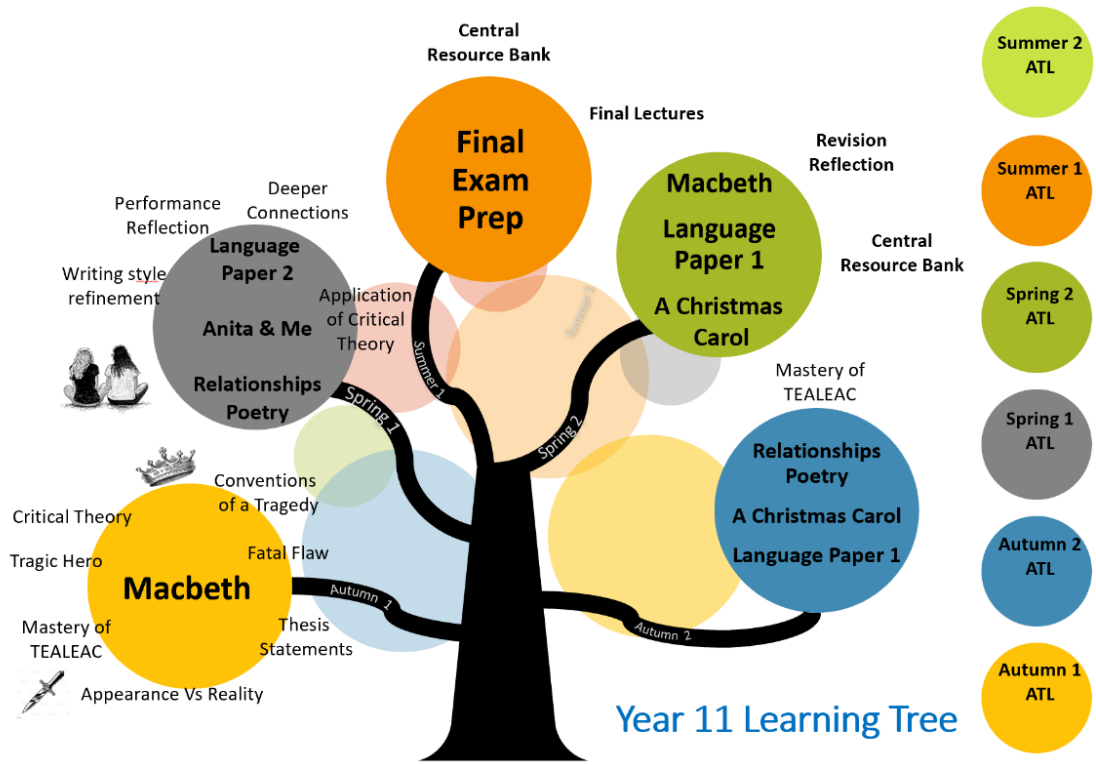 Central
Resource Bank
Final Lectures
Final
Exam
Prep
Revision
Reflection
Macbeth
Language
Paper 1
A Christmas
Carol
Central
Resource Bank
Deeper
Connections
Performance
Reflection
Writing style
refinement
Language
Paper 2
Anita & Me
Relationships
Poetry
Application
of Critical
Theory
Summer 2
Summer 1
Spring 1
Spring 2
Mastery of
TEALEAC
Relationships
Poetry
A Christmas Carol
Language Paper 1
Conventions
of a Tragedy
Critical Theory
Tragic Hero
Fatal Flaw
Macbeth
Mastery of
TEALEAC
Thesis
Statements
Appearance Vs Reality
Autumn 1
Autumn 2
Year 11 Learning Tree
Summer 2
ATL
Summer 1
ATL
Spring 2
ATL
Spring 1
ATL
Autumn 2
ATL
Autumn 1
ATL